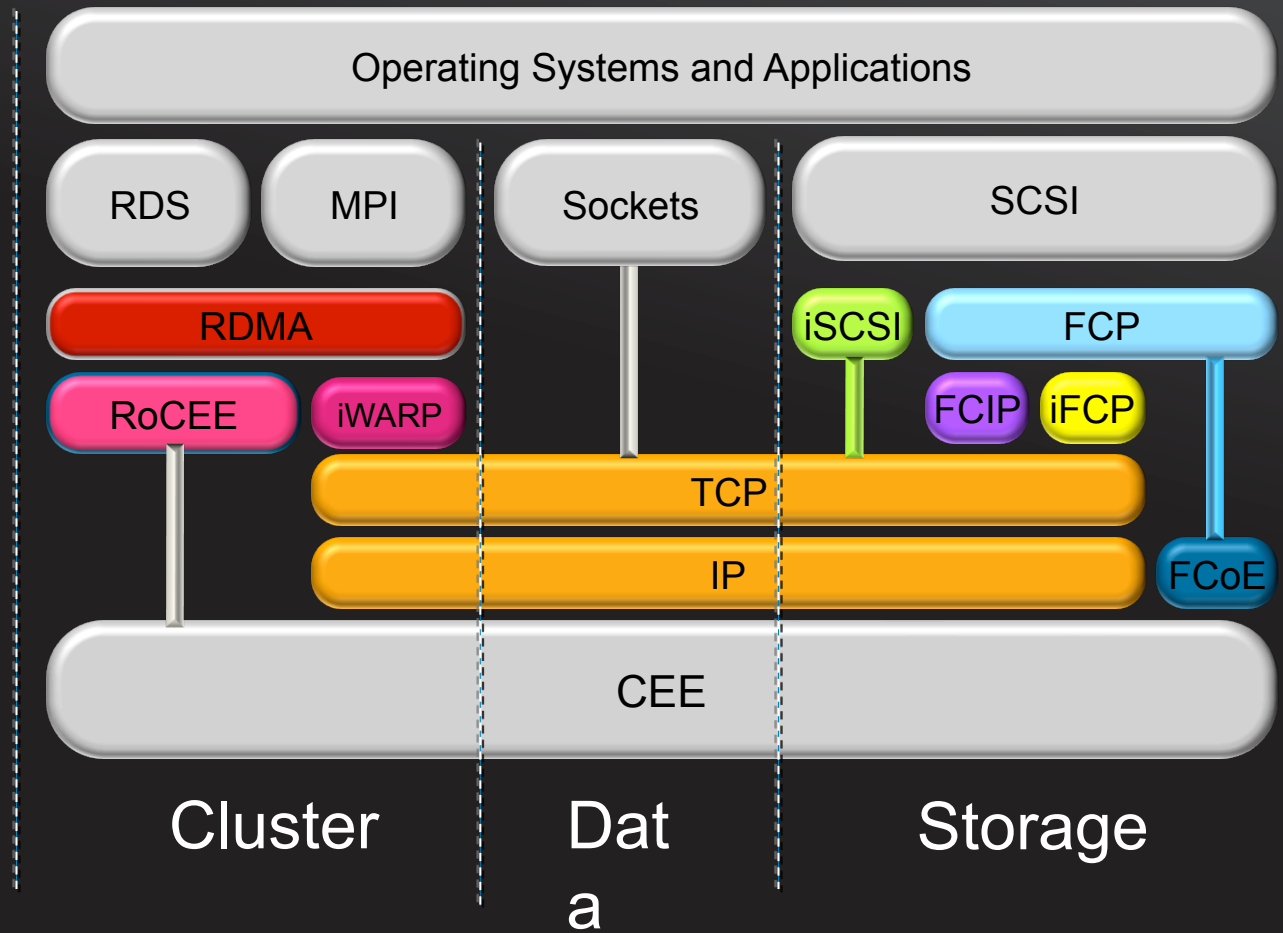 Operating Systems and Applications
RDS MPI Sockets SCSI
RDMA iSCSI FCP
RoCEE iWARP FCIP iFCP
TCP
IP FCoE
CEE
Cluster Dat Storage
a